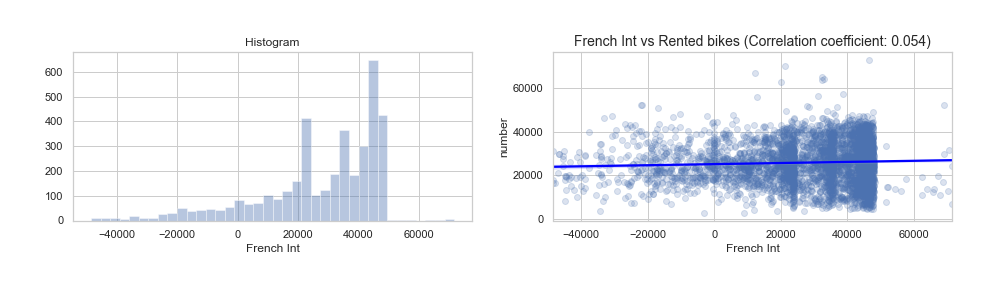 Histogram
600
500
400
300
200
100
0
−40000 −20000 0 20000 40000 60000
French Int
French Int vs Rented bikes (Correlation coefficient: 0.054)
number
60000
40000
20000
0
−40000 −20000 0 20000 40000 60000
French Int